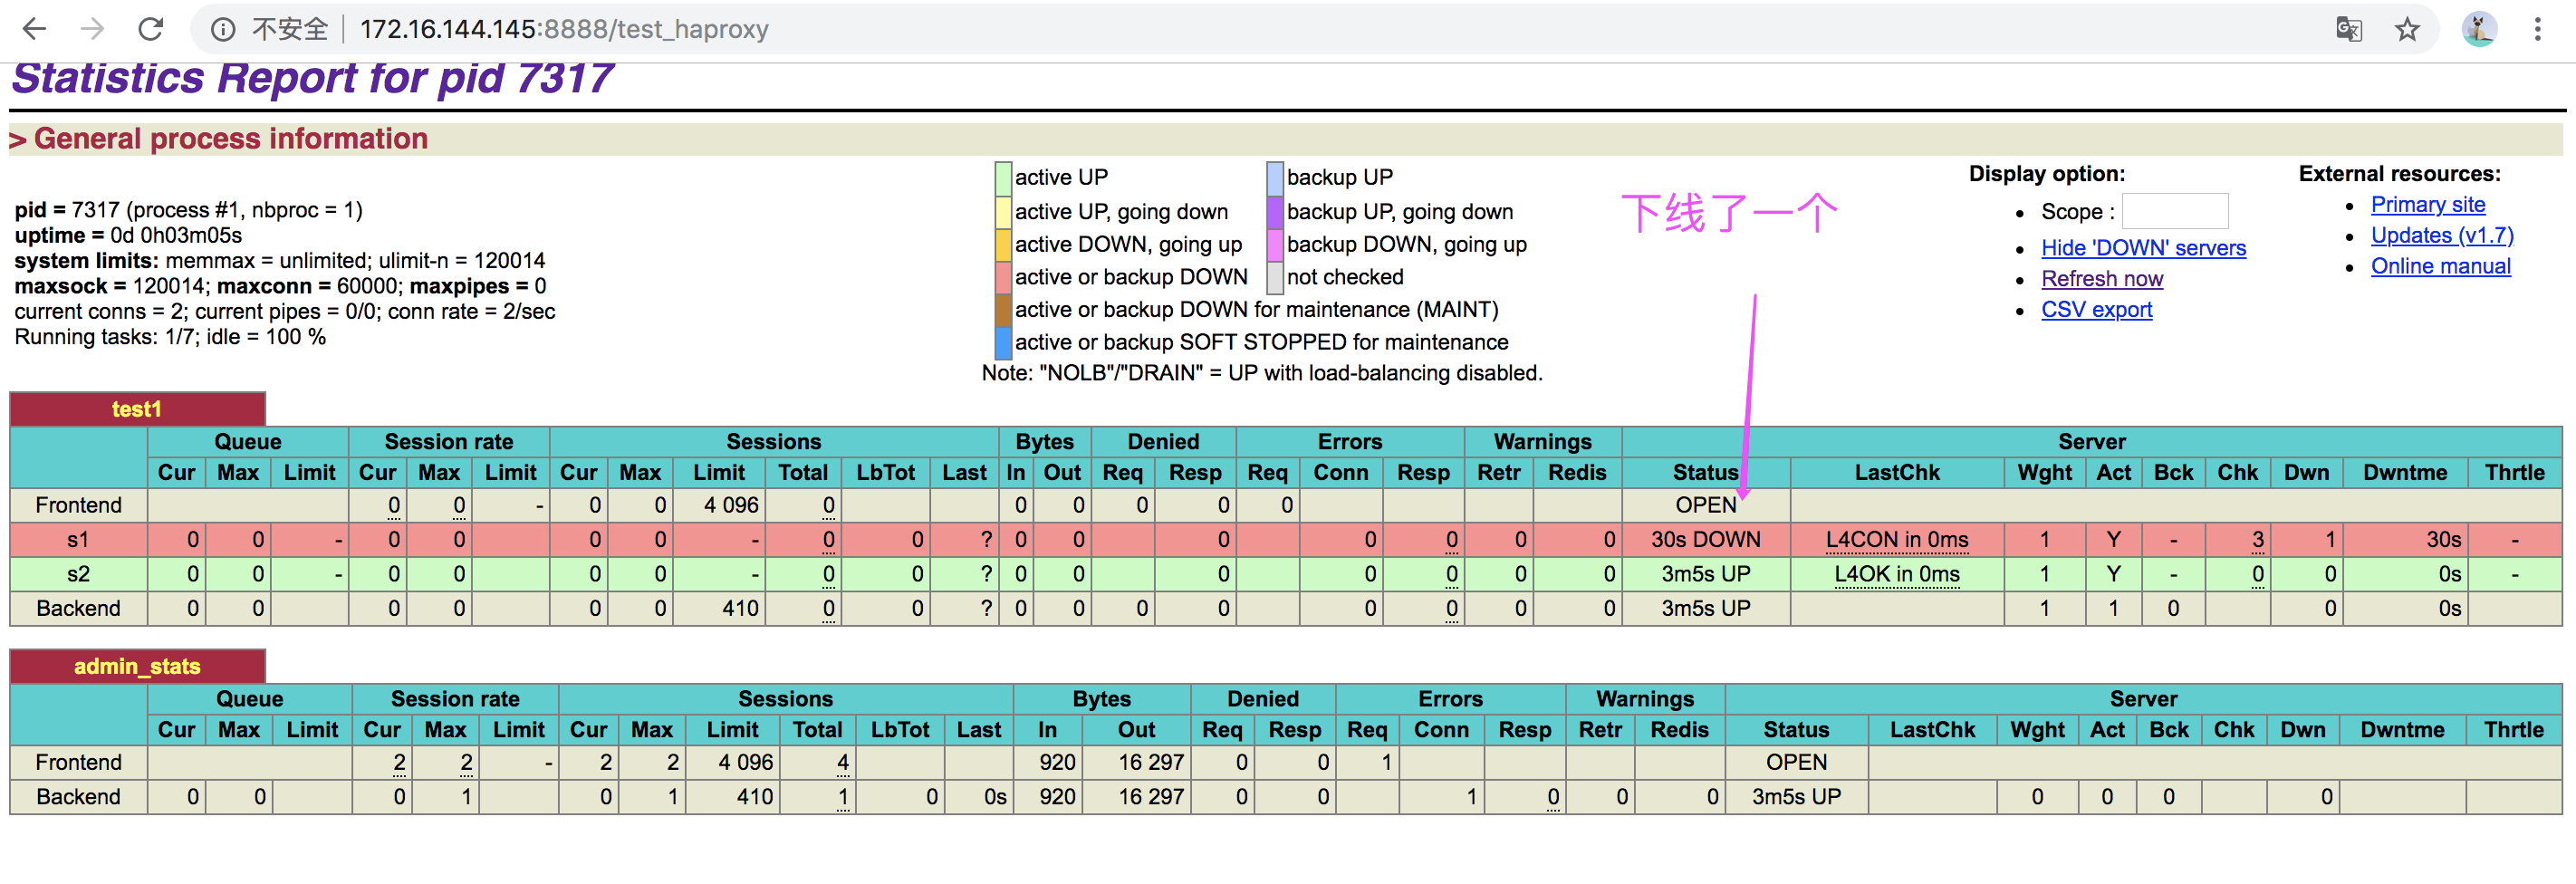 不安全 172.16.144.145:8888/test_haproxy
Statistics Report for pid 7317
> General process information
pid = 7317 (process #1, nbproc = 1)
uptime = 0d 0h03m05s
system limits: memmax = unlimited; ulimit-n = 120014
maxsock = 120014; maxconn = 60000; maxpipes = 0
current conns = 2; current pipes = 0/0; conn rate = 2/sec
Running tasks: 1/7; idle = 100 %
active UP backup UP
active UP, going down backup UP, going down
active DOWN, going up backup DOWN, going up
active or backup DOWN not checked
active or backup DOWN for maintenance (MAINT)
active or backup SOFT STOPPED for maintenance
Note: "NOLB"/"DRAIN" = UP with load-balancing disabled.
下线了一个
Display option:
Scope :
Hide 'DOWN' servers
Refresh now
CSV export
External resources:
Primary site
Updates (v1.7)
Online manual
test1
Queue Session rate Sessions Bytes Denied Errors Warnings Server
Cur Max Limit Cur Max Limit Cur Max Limit Total LbTot Last In Out Req Resp Req Conn Resp Retr Redis Status LastChk Wght Act Bck Chk Dwn Dwntme Thrtle
Frontend 0 0 - 0 0 4 096 0 0 0 0 0 0 OPEN
s1 0 0 - 0 0 0 0 - 0 0 ? 0 0 0 0 0 0 0 30s DOWN L4CON in 0ms 1 Y - 3 1 30s -
s2 0 0 - 0 0 0 0 - 0 0 ? 0 0 0 0 0 0 0 3m5s UP L4OK in 0ms 1 Y - 0 0 0s -
Backend 0 0 0 0 0 0 410 0 0 ? 0 0 0 0 0 0 0 0 3m5s UP 1 1 0 0 0s
admin_stats
Queue Session rate Sessions Bytes Denied Errors Warnings Server
Cur Max Limit Cur Max Limit Cur Max Limit Total LbTot Last In Out Req Resp Req Conn Resp Retr Redis Status LastChk Wght Act Bck Chk Dwn Dwntme Thrtle
Frontend 2 2 - 2 2 4 096 4 920 16 297 0 0 1 OPEN
Backend 0 0 0 1 0 1 410 1 0 0s 920 16 297 0 0 1 0 0 0 3m5s UP 0 0 0 0